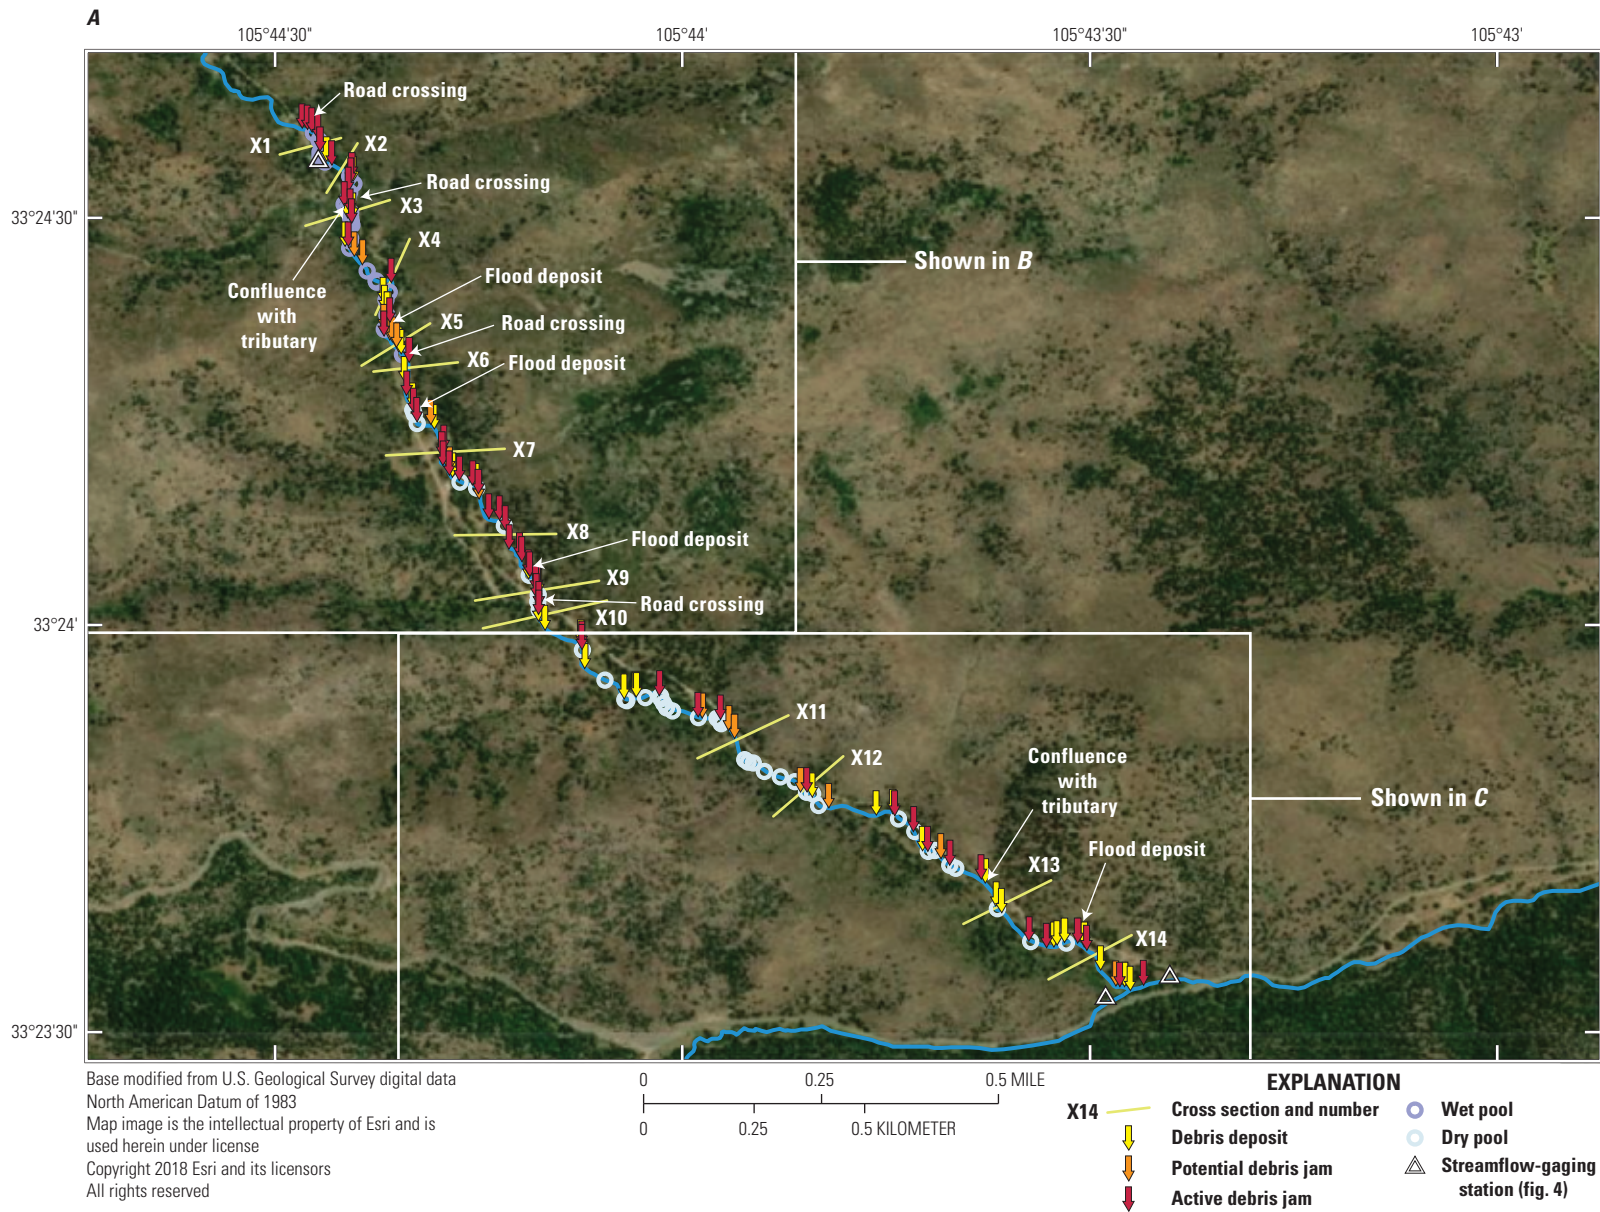 A
105°44'30"
105°44'
105°43'30"
105°43'
Road crossing
X1
X2
Road crossing
33°24'30"
X3
X4
Shown in B
Flood deposit
Confluence
with
tributary
X5
Road crossing
X6
Flood deposit
X7
X8
Flood deposit
X9
Road crossing
X10
33°24'
X11
X12
Confluence
with
tributary
Shown in C
X13
Flood deposit
X14
33°23'30"
Base modified from U.S. Geological Survey digital data
North American Datum of 1983
Map image is the intellectual property of Esri and is
used herein under license
Copyright 2018 Esri and its licensors
All rights reserved
0 0.25 0.5 MILE
0 0.25 0.5 KILOMETER
EXPLANATION
X14 Cross section and number
Debris deposit
Potential debris jam
Active debris jam
Wet pool
Dry pool
Streamflow-gaging
station (fig. 4)